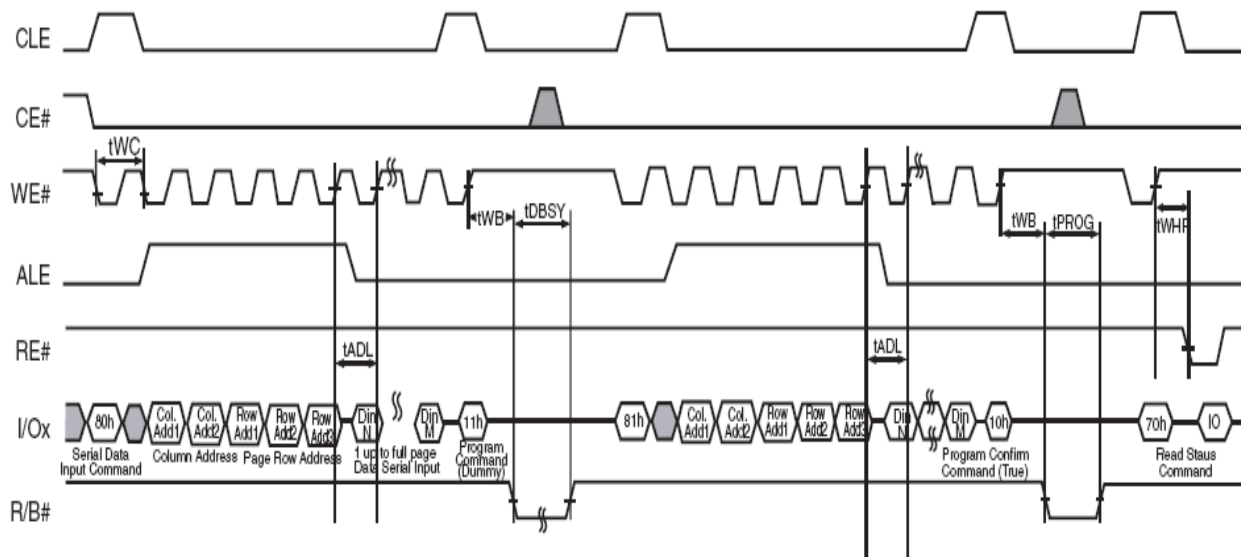 CLE
CE#
tWC
WE#
tWB
tDBSY
tWB
tPROG
tWHR
ALE
RE#
tADL
tADL
I/Ox
80h
Col. Add1
Col. Add2
Row Add1
Row Add2
Row Add3
Din N
Din M
11h
81h
Col. Add1
Col. Add2
Row Add1
Row Add2
Row Add3
Din N
Din M
10h
70h
IO
Serial Data
Input Command
Column Address
Page Row Address
1 up to full page
Data Serial Input
Program
Command
(Dummy)
Program Confirm
Command (True)
Read Staus
Command
R/B#